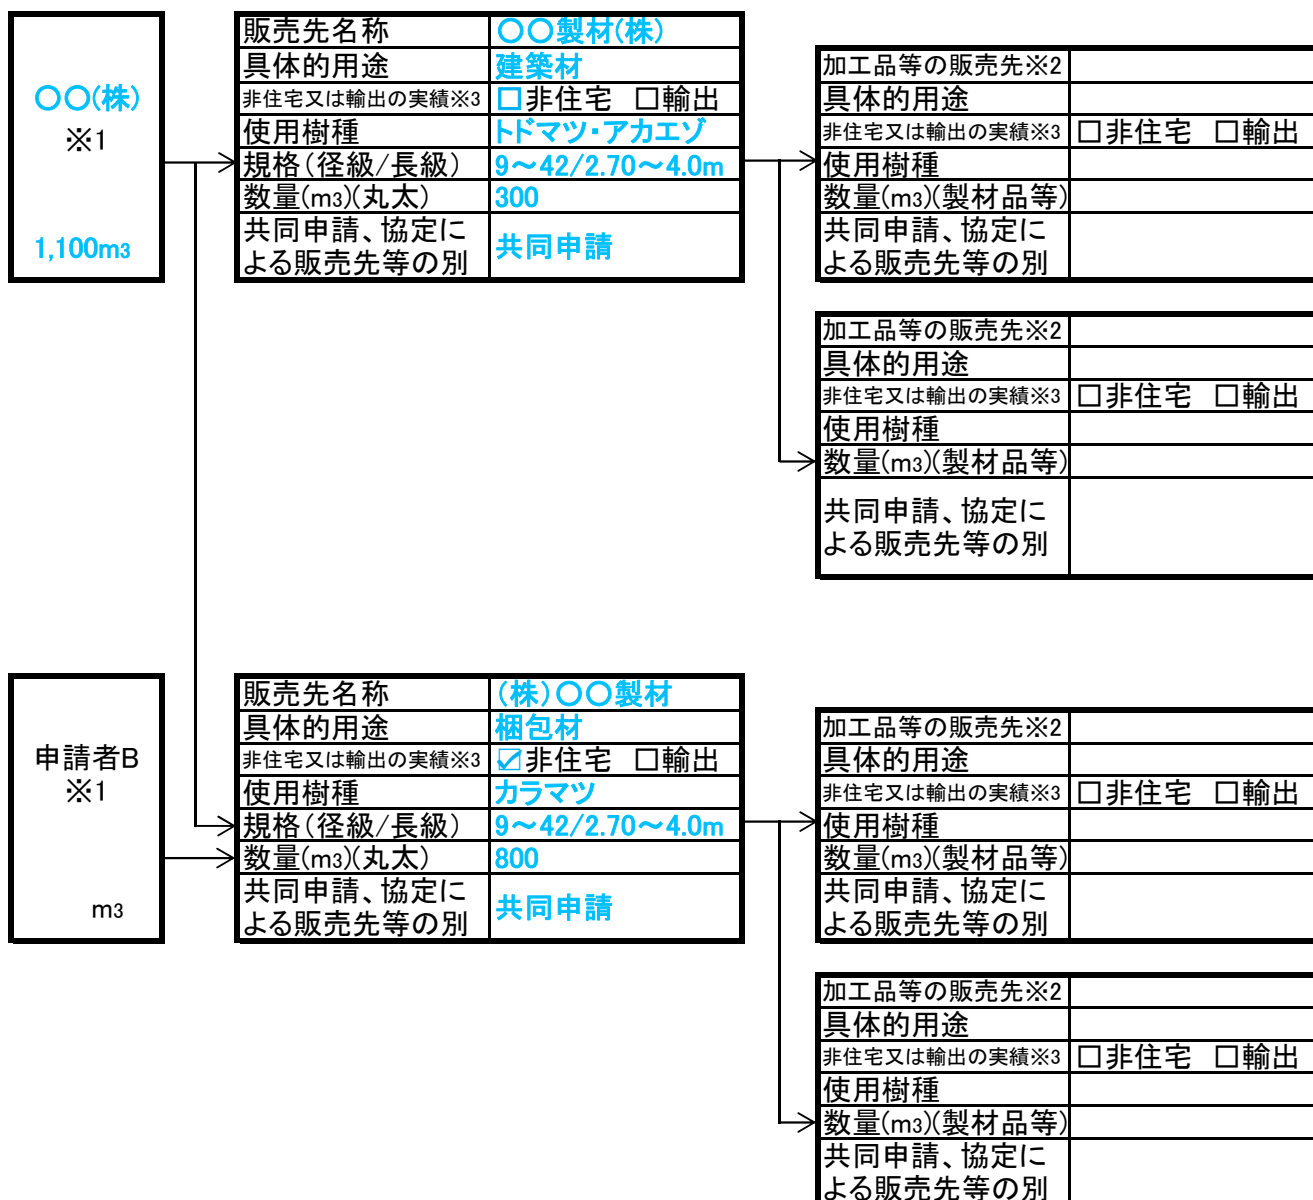 〇〇(株)
※1
1,100m3
販売先名称 〇〇製材(株)
具体的用途 建築材
非住宅又は輸出の実績※3 □非住宅 □輸出
使用樹種 トドマツ・アカエゾ
規格(径級/長級) 9～42/2.70～4.0m
数量(m3)(丸太) 300
共同申請、協定に
よる販売先等の別 共同申請
加工品等の販売先※2
具体的用途
非住宅又は輸出の実績※3 □非住宅 □輸出
使用樹種
数量(m3)(製材品等)
共同申請、協定に
よる販売先等の別
加工品等の販売先※2
具体的用途
非住宅又は輸出の実績※3 □非住宅 □輸出
使用樹種
数量(m3)(製材品等)
共同申請、協定に
よる販売先等の別
申請者B
※1
m3
販売先名称 (株)〇〇製材
具体的用途 梱包材
非住宅又は輸出の実績※3 ☑非住宅 □輸出
使用樹種 カラマツ
規格(径級/長級) 9～42/2.70～4.0m
数量(m3)(丸太) 800
共同申請、協定に
よる販売先等の別 共同申請
加工品等の販売先※2
具体的用途
非住宅又は輸出の実績※3 □非住宅 □輸出
使用樹種
数量(m3)(製材品等)
共同申請、協定に
よる販売先等の別
加工品等の販売先※2
具体的用途
非住宅又は輸出の実績※3 □非住宅 □輸出
使用樹種
数量(m3)(製材品等)
共同申請、協定に
よる販売先等の別